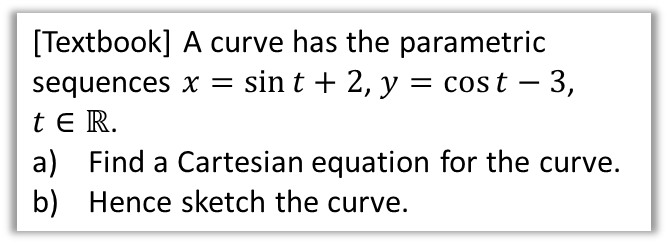 [Textbook] A curve has the parametric
sequences x = sin t + 2, y = cos t − 3,
t ∈ ℝ.
a) Find a Cartesian equation for the curve.
b) Hence sketch the curve.